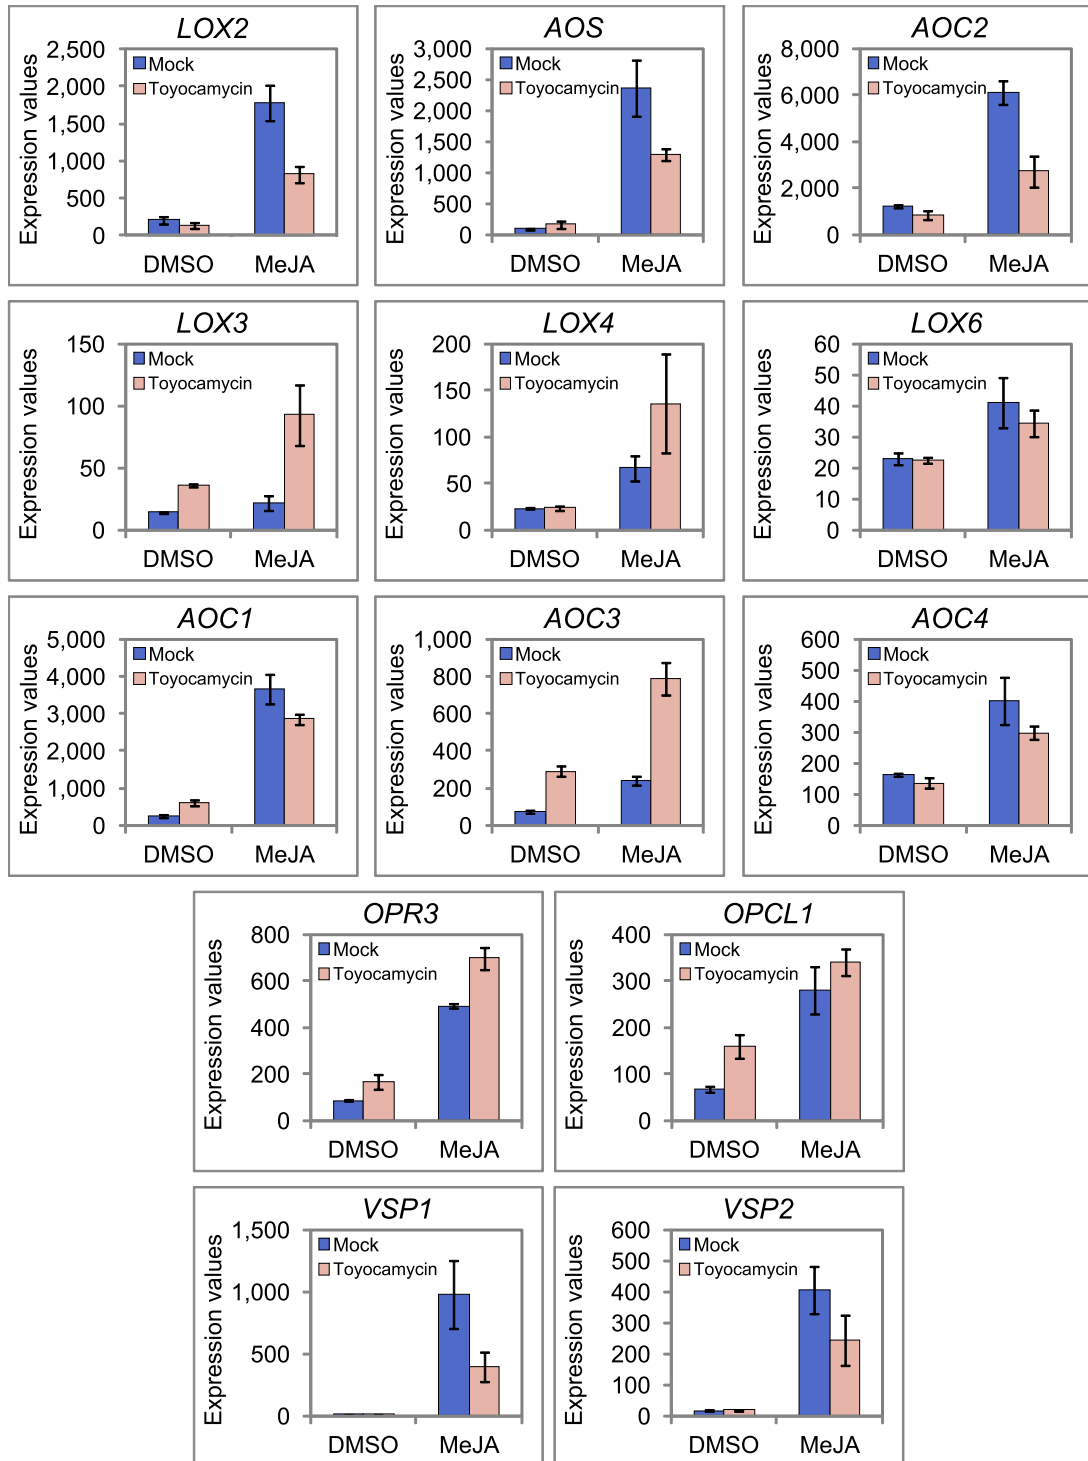 LOX2
Expression values
2,500
2,000
1,500
1,000
500
0
Mock
Toyocamycin
DMSO
MeJA
AOS
Expression values
3,000
2,500
2,000
1,500
1,000
500
0
Mock
Toyocamycin
DMSO
MeJA
AOC2
Expression values
8,000
6,000
4,000
2,000
0
Mock
Toyocamycin
DMSO
MeJA
LOX3
Expression values
150
100
50
0
Mock
Toyocamycin
DMSO
MeJA
LOX4
Expression values
200
150
100
50
0
Mock
Toyocamycin
DMSO
MeJA
LOX6
Expression values
60
50
40
30
20
10
0
Mock
Toyocamycin
DMSO
MeJA
AOC1
Expression values
5,000
4,000
3,000
2,000
1,000
0
Mock
Toyocamycin
DMSO
MeJA
AOC3
Expression values
1,000
800
600
400
200
0
Mock
Toyocamycin
DMSO
MeJA
AOC4
Expression values
600
500
400
300
200
100
0
Mock
Toyocamycin
DMSO
MeJA
OPR3
Expression values
800
600
400
200
0
Mock
Toyocamycin
DMSO
MeJA
OPCL1
Expression values
400
300
200
100
0
Mock
Toyocamycin
DMSO
MeJA
VSP1
Expression values
1,500
1,000
500
0
Mock
Toyocamycin
DMSO
MeJA
VSP2
Expression values
600
500
400
300
200
100
0
Mock
Toyocamycin
DMSO
MeJA